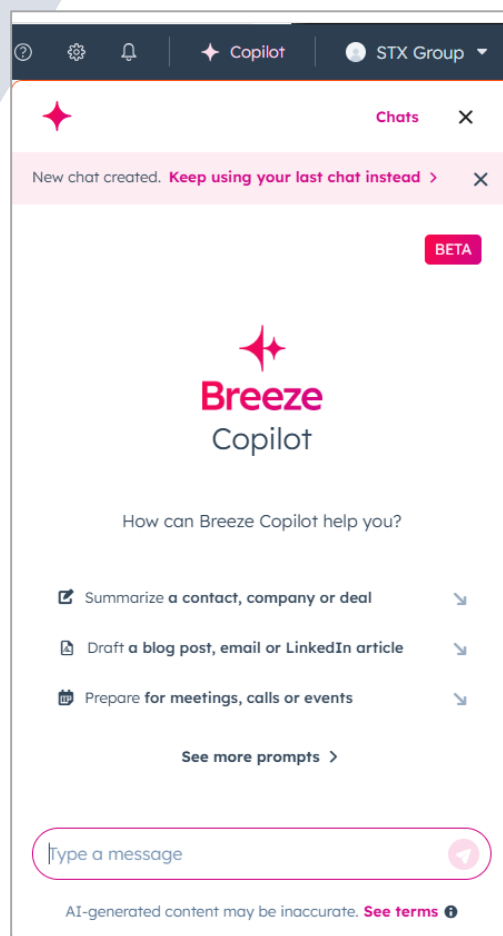 Copilot
STX Group
Chats
New chat created. Keep using your last chat instead
BETA
Breeze
Copilot
How can Breeze Copilot help you?
Summarize a contact, company or deal
Draft a blog post, email or LinkedIn article
Prepare for meetings, calls or events
See more prompts
Type a message
AI-generated content may be inaccurate. See terms